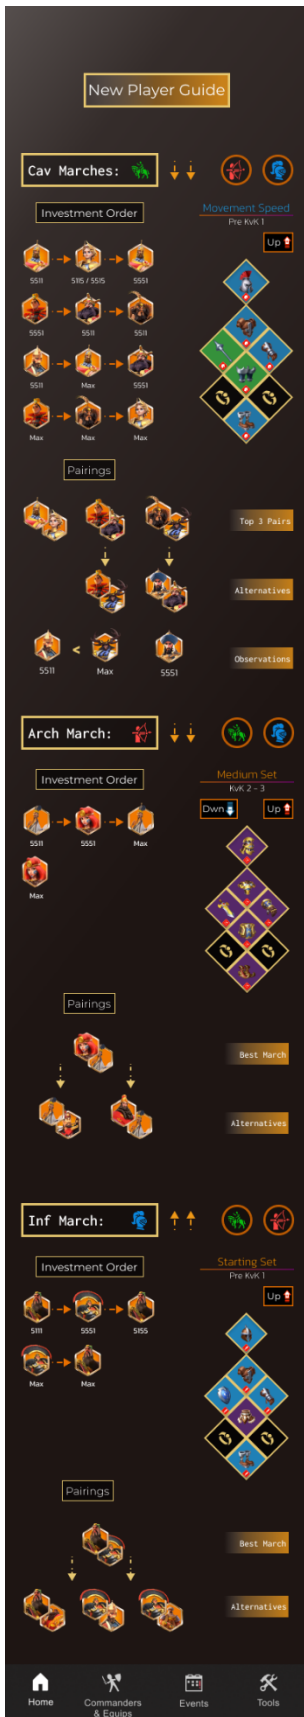 New Player Guide
Cav Marches:
Investment Order
Movement Speed
Pre KvK 1
Up
5511
5115 / 5515
5551
5551
5511
5511
5511
Max
5551
Max
Max
Max
Pairings
Top 3 Pairs
Alternatives
<
5511
Max
5551
Observations
Arch March:
Investment Order
Medium Set
KvK 2 - 3
Dwn
Up
5511
5551
Max
Max
Pairings
Best March
Alternatives
Inf March:
Investment Order
Starting Set
Pre KvK 1
Up
5111
5551
5155
Max
Max
Pairings
Best March
Alternatives
Home
Commanders
& Equips
Events
Tools